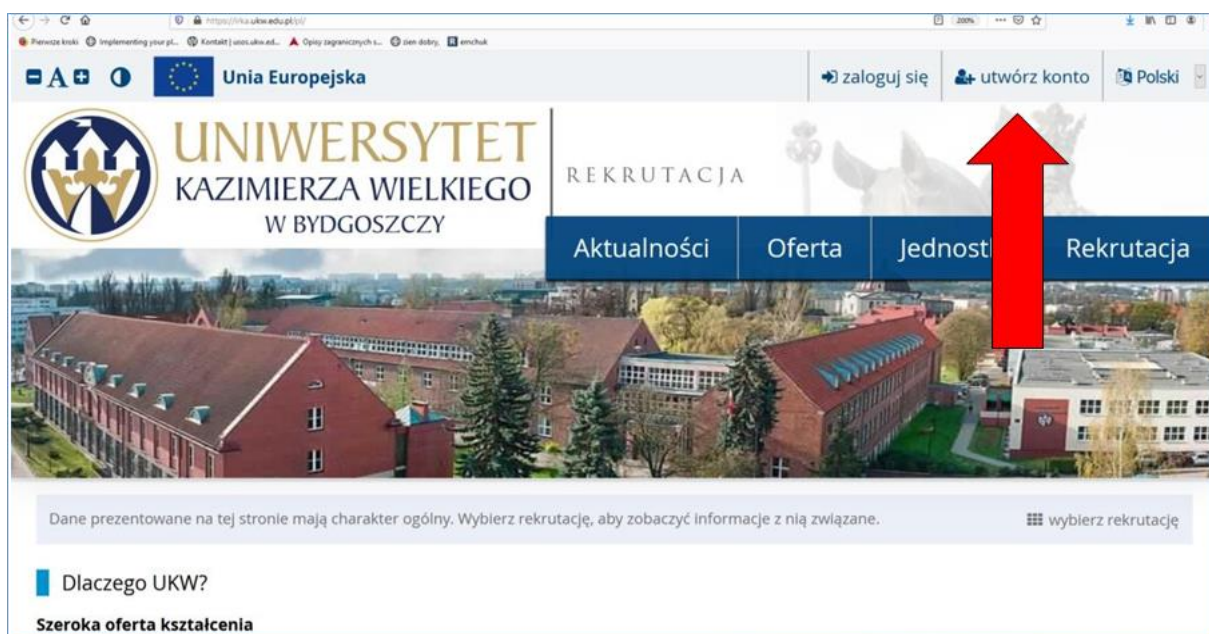 https://irka.ukw.edu.pl/pl/
200%
Pierwsze kroki Implementing your pl... Kontakt | usos.ukw.ed... Opisy zagranicznych s... zien dobry, emchuk
A Unia Europejska zaloguj się utwórz konto Polski
UNIWERSYTET
KAZIMIERZA WIELKIEGO
W BYDGOSZCZY
REKRUTACJA
Aktualności Oferta Rekrutacja
Dane prezentowane na tej stronie mają charakter ogólny. Wybierz rekrutację, aby zobaczyć informacje z nią związane. wybierz rekrutację
Dlaczego UKW?
Szeroka oferta kształcenia